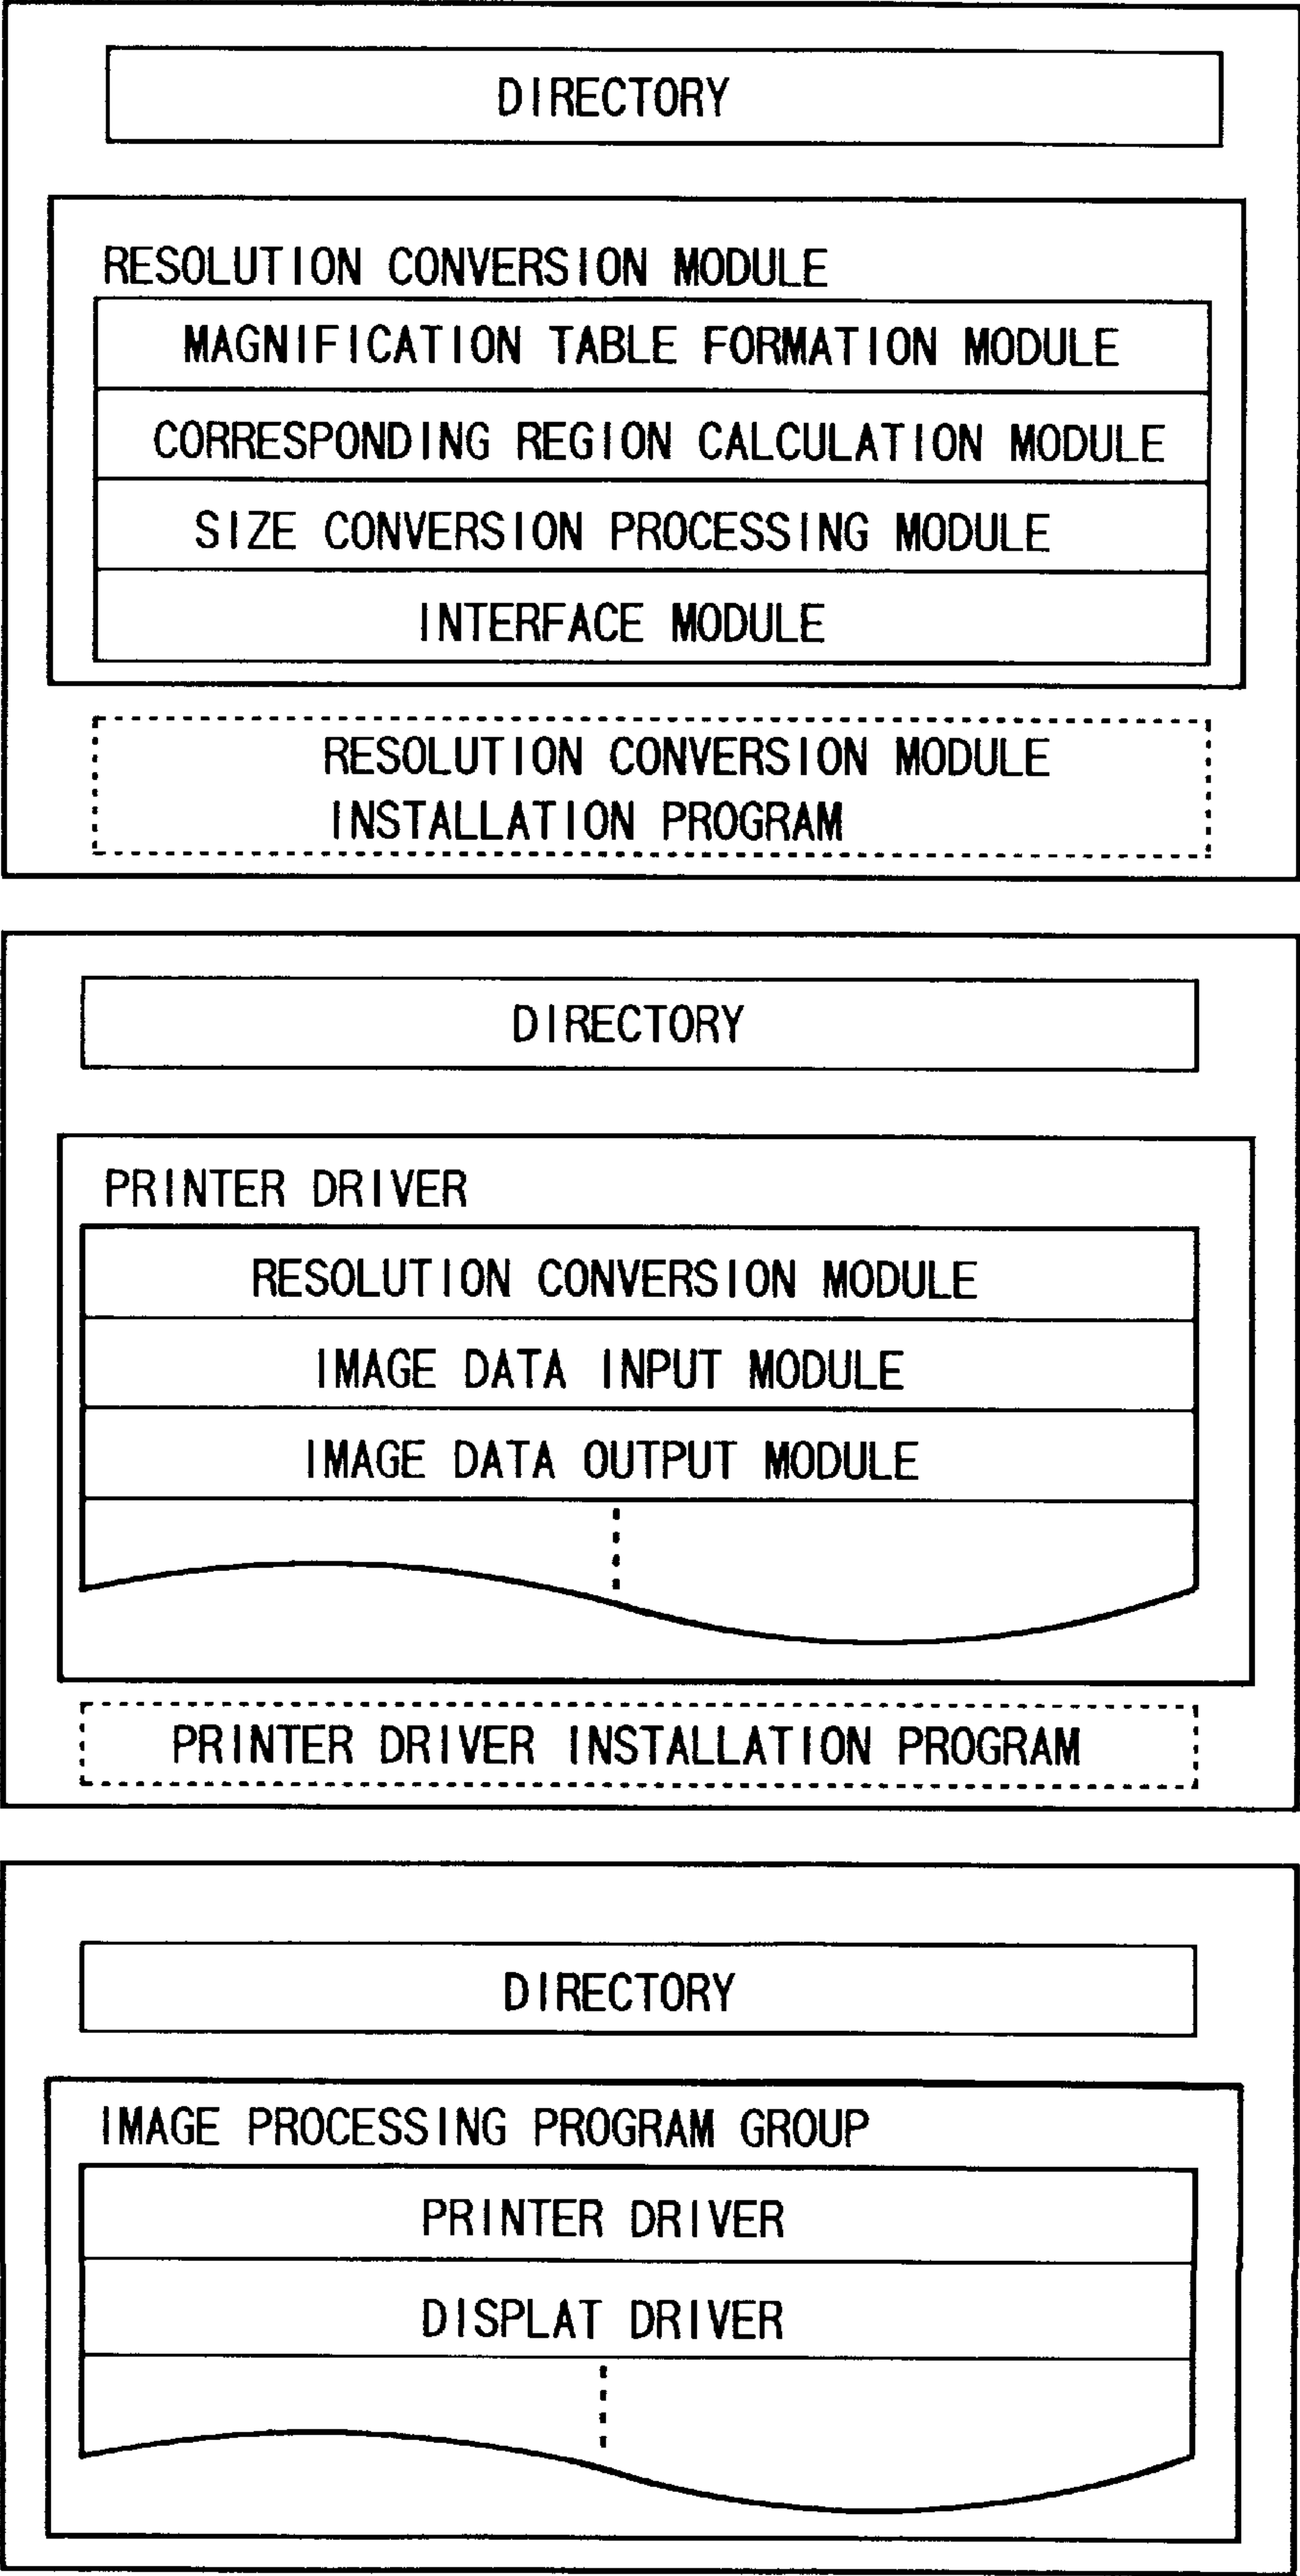 DIRECTORY
RESOLUTION CONVERSION MODULE
MAGNIFICATION TABLE FORMATION MODULE
CORRESPONDING REGION CALCULATION MODULE
SIZE CONVERSION PROCESSING MODULE
INTERFACE MODULE
RESOLUTION CONVERSION MODULE
INSTALLATION PROGRAM
DIRECTORY
PRINTER DRIVER
RESOLUTION CONVERSION MODULE
IMAGE DATA INPUT MODULE
IMAGE DATA OUTPUT MODULE
PRINTER DRIVER INSTALLATION PROGRAM
DIRECTORY
IMAGE PROCESSING PROGRAM GROUP
PRINTER DRIVER
DISPLAT DRIVER